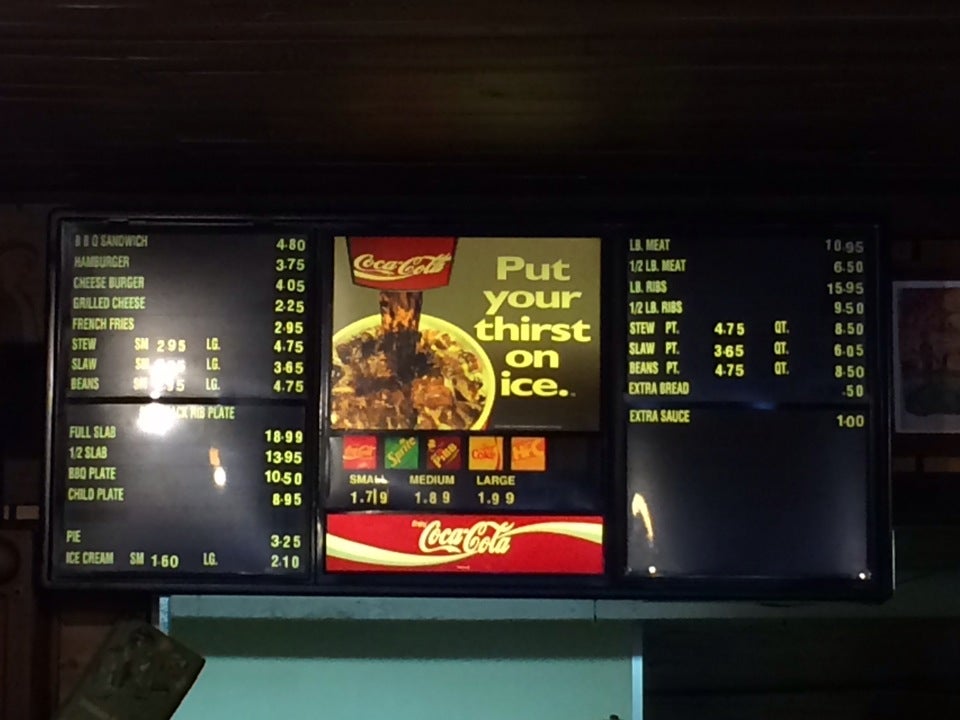 B B Q SANDWICH 4.80
HAMBURGER 3.75
CHEESE BURGER 4.05
GRILLED CHEESE 2.25
FRENCH FRIES 2.95
STEW SM 2.95 LG. 4.75
SLAW SM LG. 3.65
BEANS SM LG. 4.75
RIB PLATE
FULL SLAB 18.99
1/2 SLAB 13.95
BBQ PLATE 10.50
CHILD PLATE 8.95
PIE 3.25
ICE CREAM SM 1.60 LG. 2.10
Coca-Cola
Put
your
thirst
on
ice.
Sprite
SMALL MEDIUM LARGE
1.79 1.89 1.99
Enjoy
Coca-Cola
LB. MEAT 10.95
1/2 LB. MEAT 6.50
LB. RIBS 15.95
1/2 LB. RIBS 9.50
STEW PT. 4.75 QT. 8.50
SLAW PT. 3.65 QT. 6.05
BEANS PT. 4.75 QT. 8.50
EXTRA BREAD .50
EXTRA SAUCE 1.00